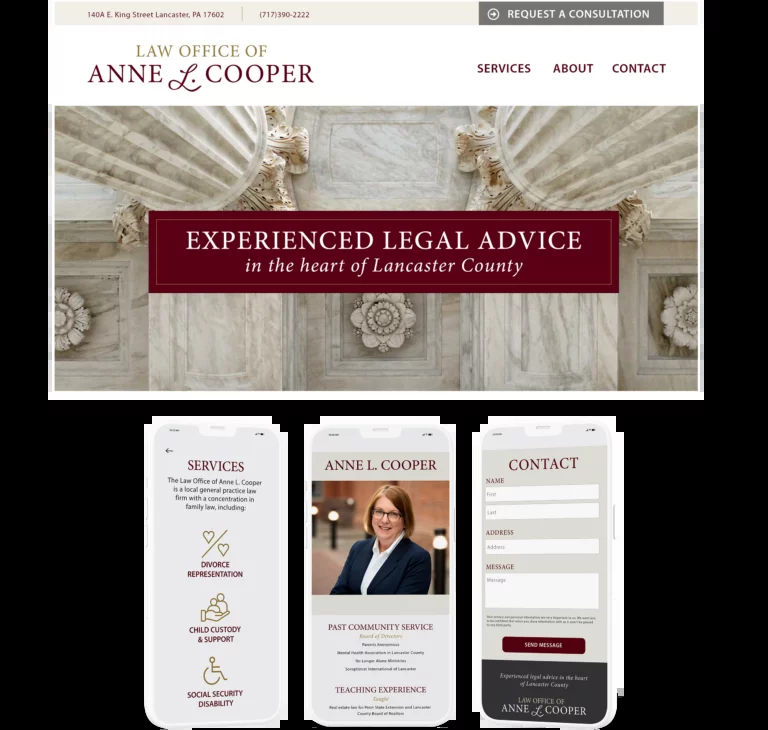 140A E. King Street Lancaster, PA 17602
(717)390-2222
REQUEST A CONSULTATION
LAW OFFICE OF
ANNE L. COOPER
SERVICES
ABOUT
CONTACT
EXPERIENCED LEGAL ADVICE
in the heart of Lancaster County
SERVICES
The Law Office of Anne L. Cooper
is a local general practice law
firm with a concentration in
family law, including:
DIVORCE
REPRESENTATION
CHILD CUSTODY
& SUPPORT
SOCIAL SECURITY
DISABILITY
ANNE L. COOPER
PAST COMMUNITY SERVICE
Board of Directors
Parents Anonymous
Mental Health Association in Lancaster County
No Longer Alone Ministries
Soroptimist International of Lancaster
TEACHING EXPERIENCE
Taught
Real estate law for Penn State Extension and Lancaster
County Board of Realtors
CONTACT
NAME
First
Last
ADDRESS
Address
MESSAGE
Message
SEND MESSAGE
Experienced legal advice in the heart
of Lancaster County
LAW OFFICE OF
ANNE L. COOPER